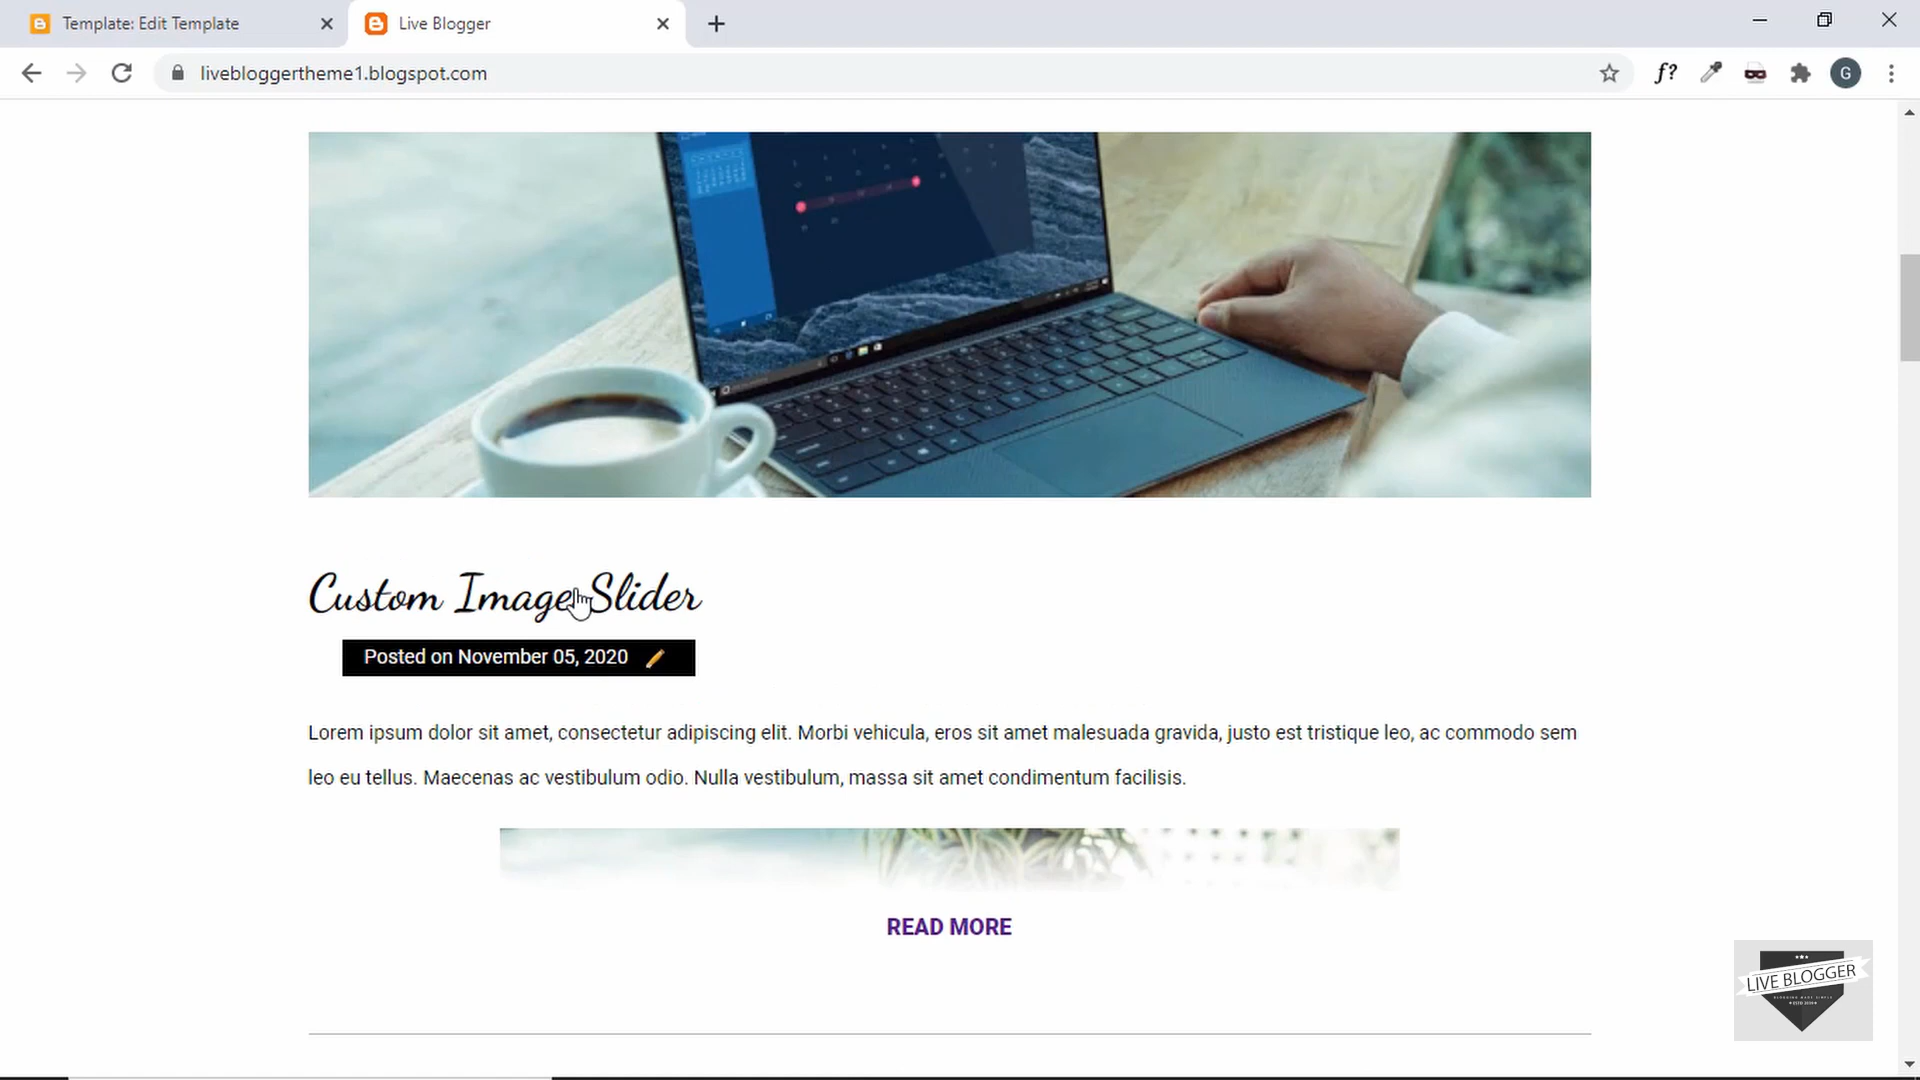 Template: Edit Template
Live Blogger
livebloggertheme1.blogspot.com
f?
G
Custom Image Slider
Posted on November 05, 2020
Lorem ipsum dolor sit amet, consectetur adipiscing elit. Morbi vehicula, eros sit amet malesuada gravida, justo est tristique leo, ac commodo sem
leo eu tellus. Maecenas ac vestibulum odio. Nulla vestibulum, massa sit amet condimentum facilisis.
READ MORE
LIVE BLOGGER